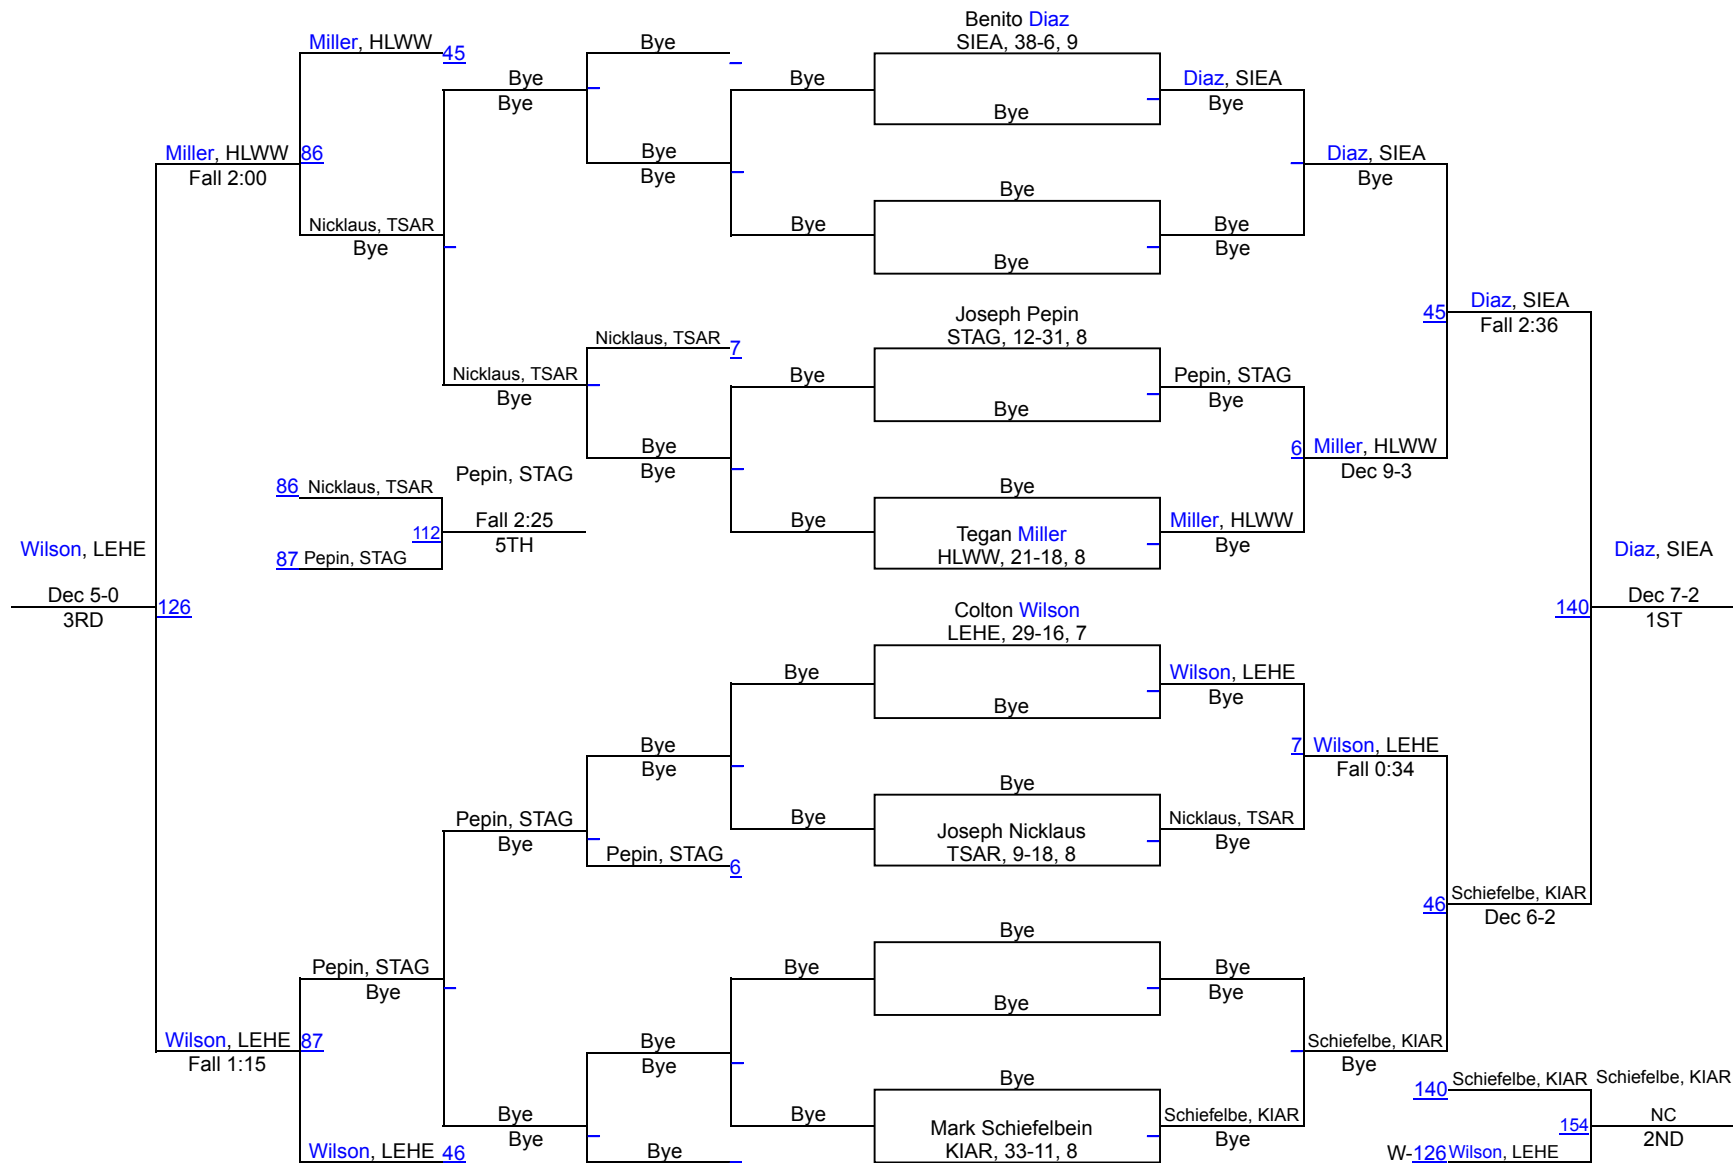 Benito Diaz
SIEA, 38-6, 9
Miller, HLWW
45
Bye
Bye
Bye
Bye
Diaz, SIEA
Bye
Bye
Bye
Miller, HLWW 86
Fall 2:00
Bye
Bye
Diaz, SIEA
Bye
Nicklaus, TSAR
Bye
Bye
Bye
Bye
Bye
Bye
Joseph Pepin
STAG, 12-31, 8
45 Diaz, SIEA
Fall 2:36
Nicklaus, TSAR
7
Nicklaus, TSAR
Bye
Bye
Bye
Pepin, STAG
Bye
Bye
Bye
6 Miller, HLWW
Dec 9-3
Pepin, STAG
86 Nicklaus, TSAR
112 Fall 2:25
5TH
87 Pepin, STAG
Bye
Bye
Tegan Miller
HLWW, 21-18, 8
Miller, HLWW
Bye
Wilson, LEHE
Dec 5-0
3RD
126
Diaz, SIEA
140 Dec 7-2
1ST
Colton Wilson
LEHE, 29-16, 7
Bye
Bye
Wilson, LEHE
Bye
Bye
Bye
7 Wilson, LEHE
Fall 0:34
Pepin, STAG
Bye
Pepin, STAG
6
Bye
Bye
Joseph Nicklaus
TSAR, 9-18, 8
Nicklaus, TSAR
Bye
46 Schiefelbe, KIAR
Dec 6-2
Pepin, STAG
Bye
Bye
Bye
Bye
Bye
Bye
Wilson, LEHE 87
Fall 1:15
Bye
Bye
Schiefelbe, KIAR
Bye
Bye
Bye
Wilson, LEHE 46
Bye
Bye
Bye
Mark Schiefelbein
KIAR, 33-11, 8
Schiefelbe, KIAR
Bye
140 Schiefelbe, KIAR
Schiefelbe, KIAR
154 NC
2ND
W-126 Wilson, LEHE